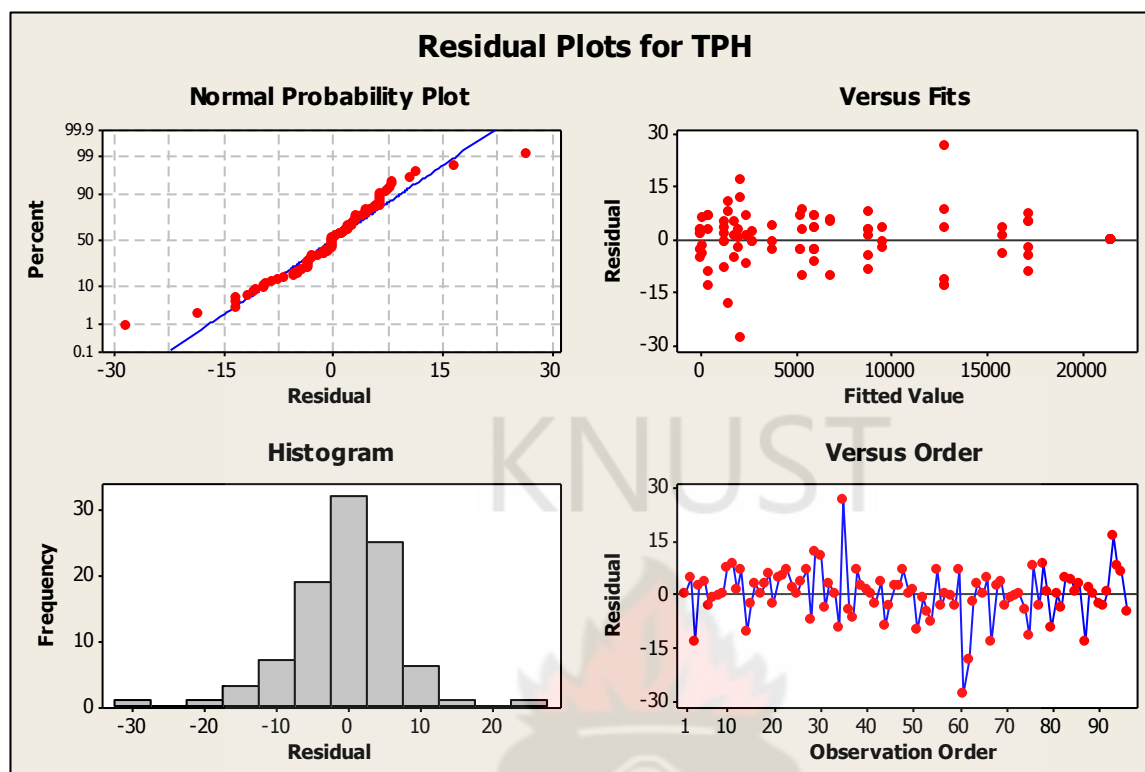 Residual Plots for TPH
Normal Probability Plot
Percent
99.9
99
90
50
10
1
0.1
-30 -15 0 15 30
Residual
Versus Fits
Residual
30
15
0
-15
-30
0 5000 10000 15000 20000
Fitted Value
KNUST
Histogram
Frequency
30
20
10
0
-30 -20 -10 0 10 20
Residual
Versus Order
Residual
30
15
0
-15
-30
1 10 20 30 40 50 60 70 80 90
Observation Order